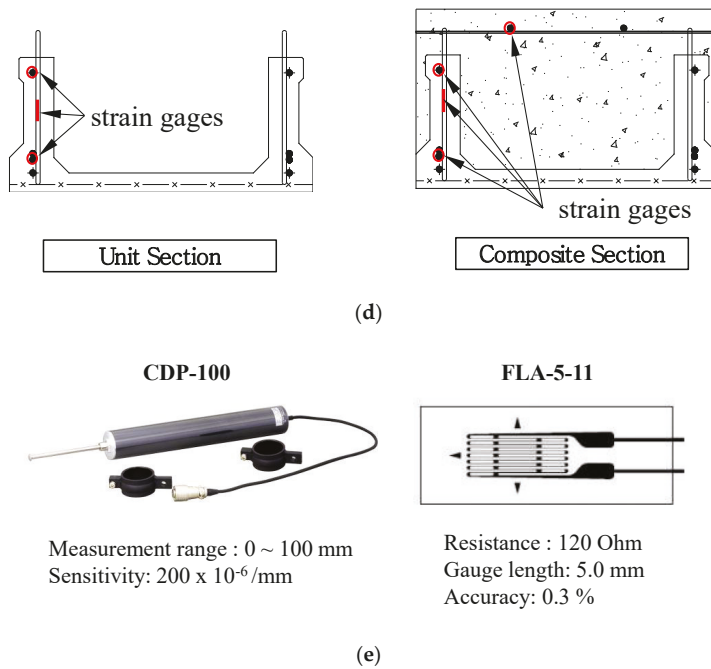 strain gages
strain gages
Unit Section
Composite Section
(d)
CDP-100
FLA-5-11
Measurement range : 0 ~ 100 mm
Sensitivity: 200 x 10⁻⁶ /mm
Resistance : 120 Ohm
Gauge length: 5.0 mm
Accuracy: 0.3 %
(e)